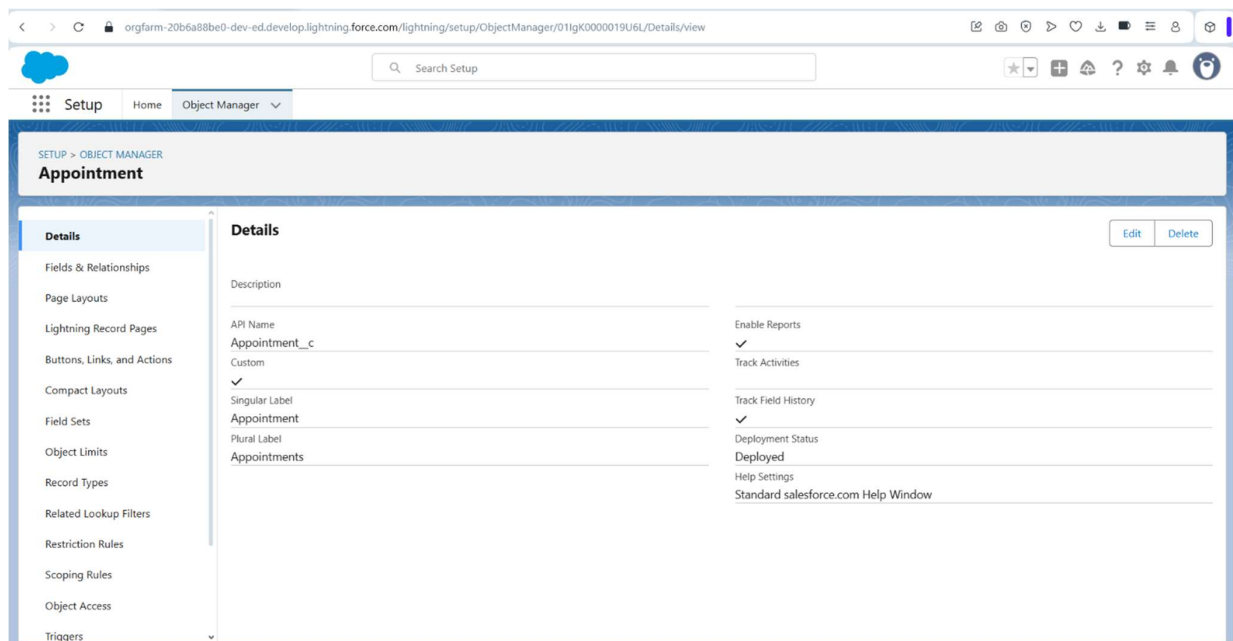 orgfarm-20b6a88be0-dev-ed.develop.lightning.force.com/lightning/setup/ObjectManager/01IgK0000019U6L/Details/view
Search Setup
Setup Home Object Manager
SETUP > OBJECT MANAGER
Appointment
Details
Fields & Relationships
Page Layouts
Lightning Record Pages
Buttons, Links, and Actions
Compact Layouts
Field Sets
Object Limits
Record Types
Related Lookup Filters
Restriction Rules
Scoping Rules
Object Access
Triggers
Details
Edit Delete
Description
API Name
Appointment__c
Custom
Singular Label
Appointment
Plural Label
Appointments
Enable Reports
Track Activities
Track Field History
Deployment Status
Deployed
Help Settings
Standard salesforce.com Help Window